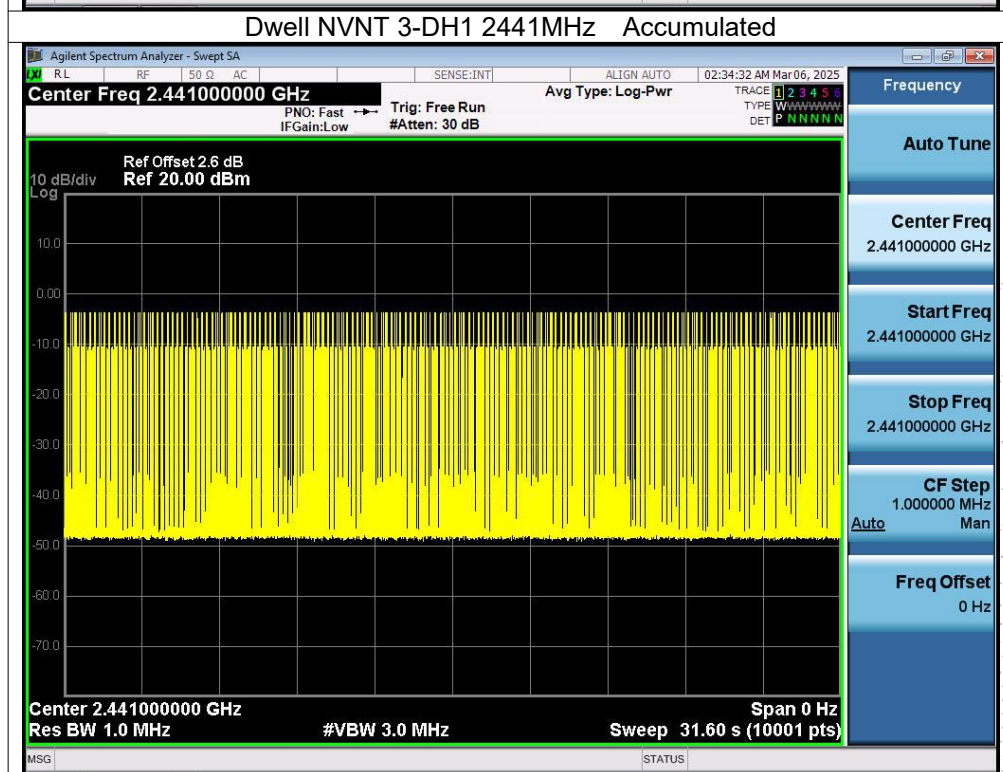 Dwell NVNT 3-DH1 2441MHz Accumulated
Agilent Spectrum Analyzer - Swept SA
LXI RL RF 50 Ω AC SENSE:INT ALIGN AUTO 02:34:32 AM Mar 06, 2025
Center Freq 2.441000000 GHz
PNO: Fast
IFGain:Low
Trig: Free Run
#Atten: 30 dB
Avg Type: Log-Pwr
TRACE 1 2 3 4 5 6
TYPE WWWWWW
DET P N N N N N
Ref Offset 2.6 dB
10 dB/div Ref 20.00 dBm
Log
10.0
0.00
-10.0
-20.0
-30.0
-40.0
-50.0
-60.0
-70.0
Center 2.441000000 GHz Span 0 Hz
Res BW 1.0 MHz #VBW 3.0 MHz Sweep 31.60 s (10001 pts)
MSG STATUS
Frequency
Auto Tune
Center Freq
2.441000000 GHz
Start Freq
2.441000000 GHz
Stop Freq
2.441000000 GHz
CF Step
1.000000 MHz
Auto Man
Freq Offset
0 Hz